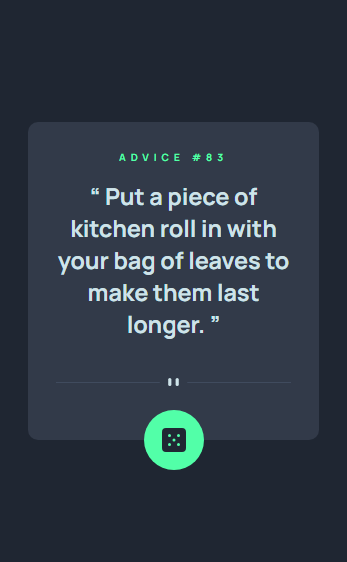 ADVICE #83
“ Put a piece of
kitchen roll in with
your bag of leaves to
make them last
longer. ”